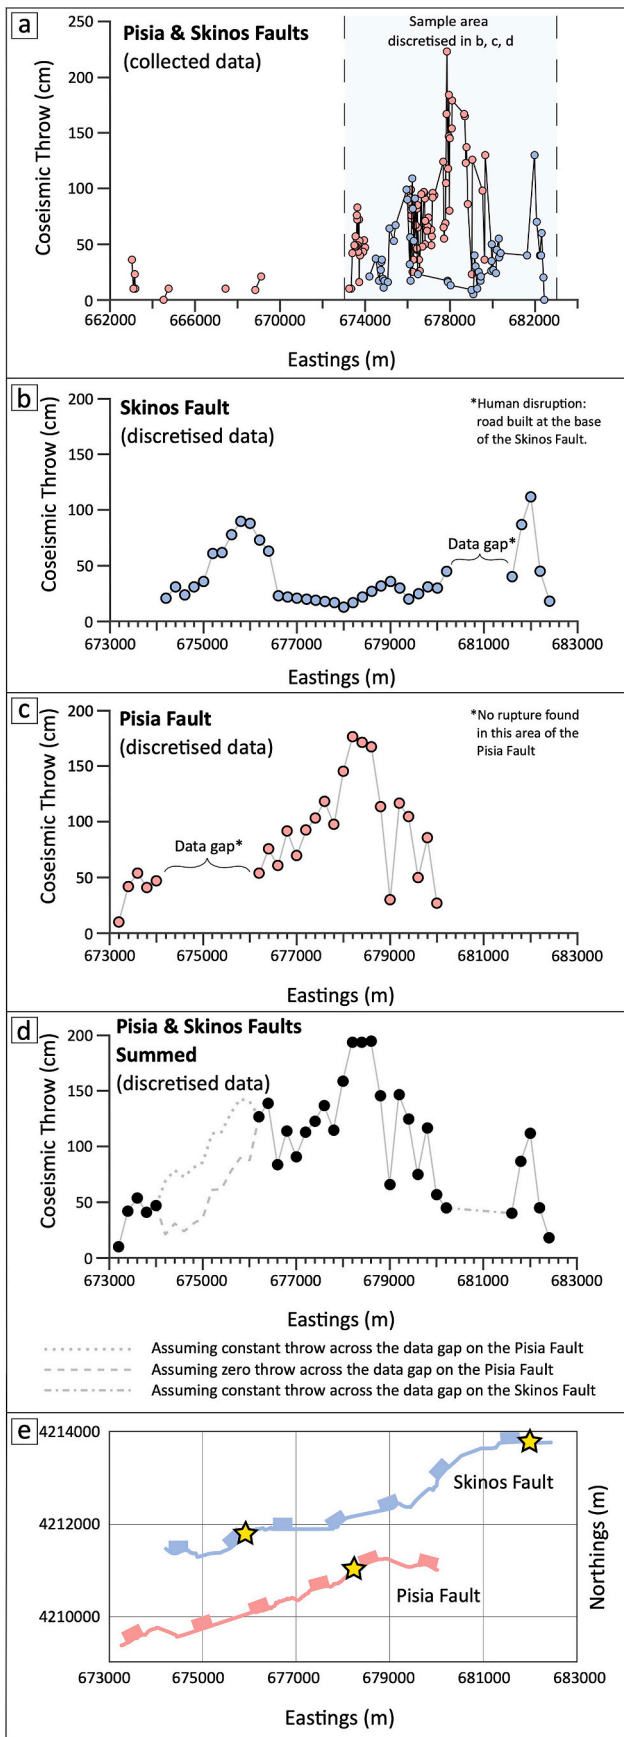 a
Pisia & Skinos Faults
(collected data)
Sample area
discretised in b, c, d
Coseismic Throw (cm)
250
200
150
100
50
0
662000 666000 670000 674000 678000 682000
Eastings (m)
b
Skinos Fault
(discretised data)
*Human disruption:
road built at the base
of the Skinos Fault.
Data gap*
Coseismic Throw (cm)
200
150
100
50
0
673000 675000 677000 679000 681000 683000
Eastings (m)
c
Pisia Fault
(discretised data)
*No rupture found
in this area of the
Pisia Fault
Data gap*
Coseismic Throw (cm)
200
150
100
50
0
673000 675000 677000 679000 681000 683000
Eastings (m)
d
Pisia & Skinos Faults
Summed
(discretised data)
Coseismic Throw (cm)
200
150
100
50
0
673000 675000 677000 679000 681000 683000
Eastings (m)
Assuming constant throw across the data gap on the Pisia Fault
Assuming zero throw across the data gap on the Pisia Fault
Assuming constant throw across the data gap on the Skinos Fault
e
4214000
4212000
4210000
Skinos Fault
Pisia Fault
Northings (m)
673000 675000 677000 679000 681000 683000
Eastings (m)